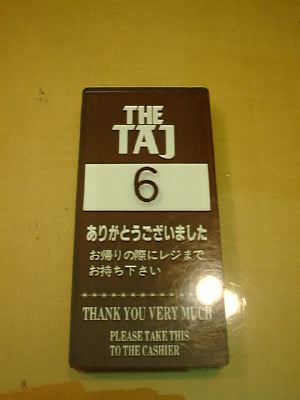 THE
TAJ
6
ありがとうございました
お帰りの際にレジまで
お持ち下さい
THANK YOU VERY MUCH
PLEASE TAKE THIS
TO THE CASHIER